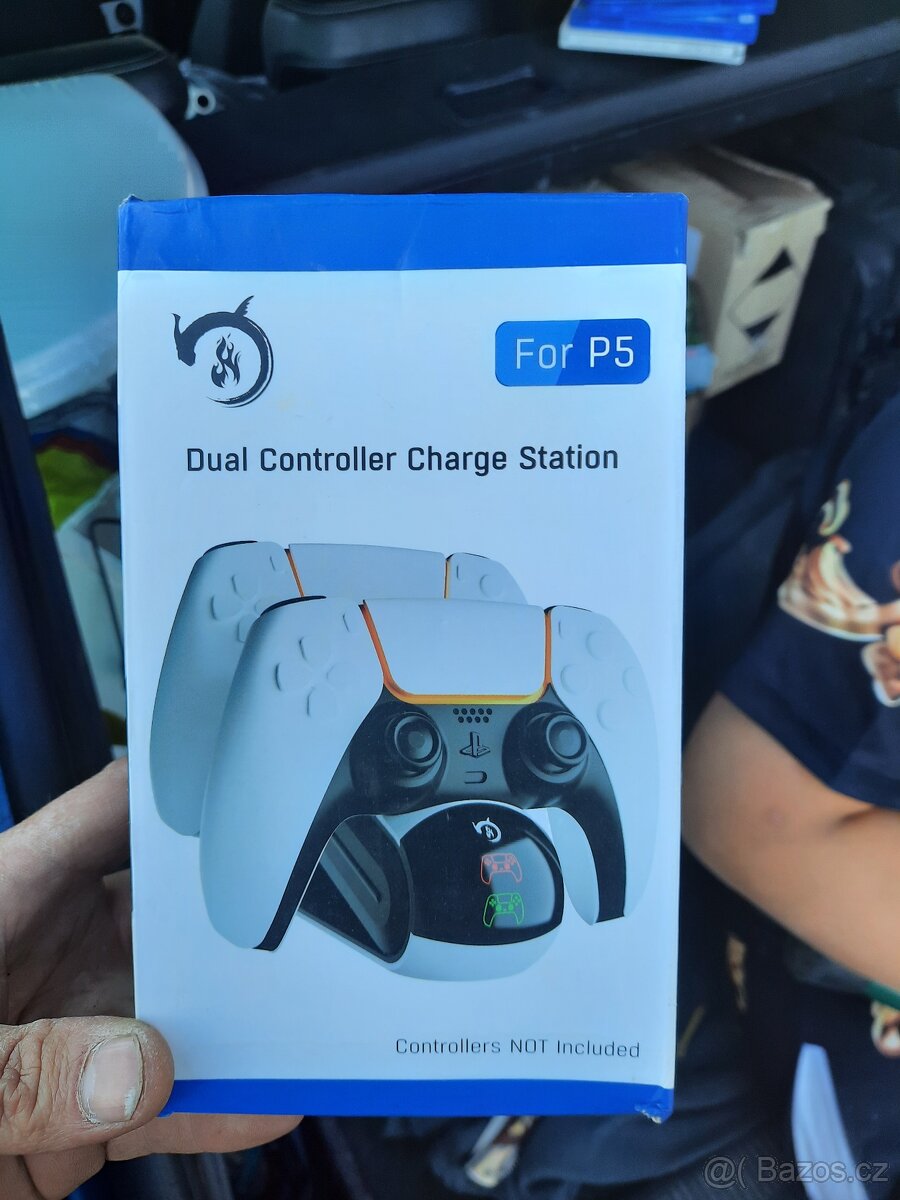 For P5
Dual Controller Charge Station
Controllers NOT Included
@( Bazos.cz